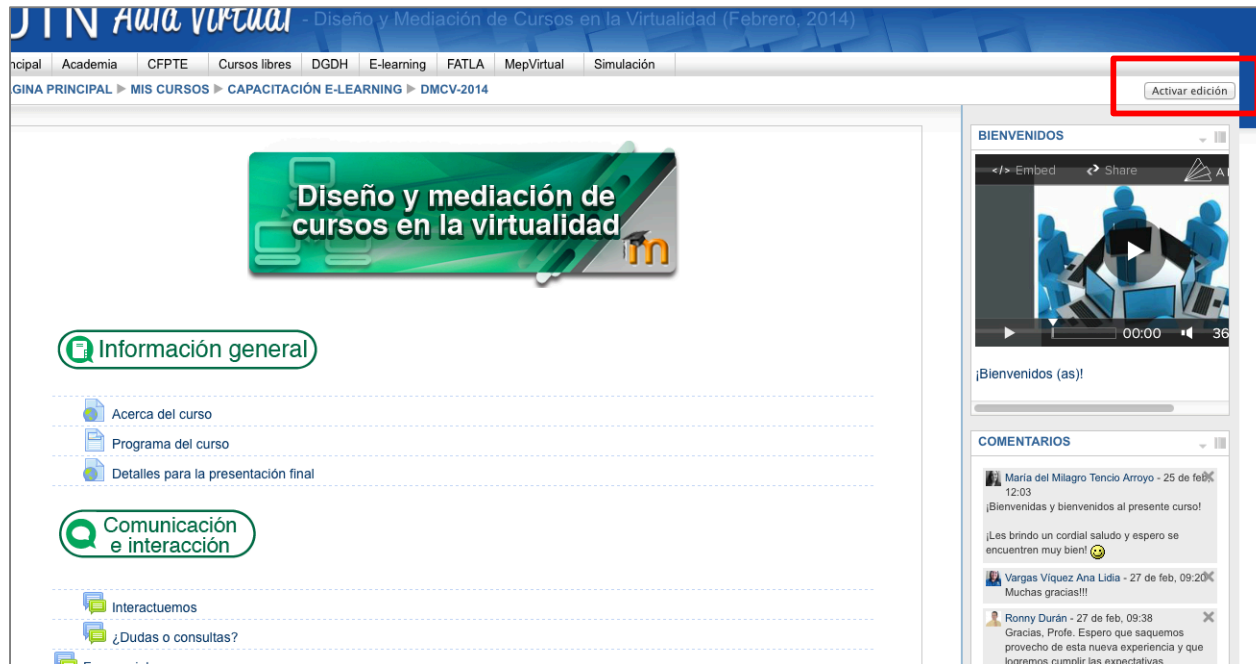 UTN Aula Virtual - Diseño y Mediación de Cursos en la Virtualidad (Febrero, 2014)
Academia CFPTE Cursos libres DGDH E-learning FATLA MepVirtual Simulación
PRINCIPAL ▶ MIS CURSOS ▶ CAPACITACIÓN E-LEARNING ▶ DMCV-2014
Activar edición
Diseño y mediación de
cursos en la virtualidad
Información general
Acerca del curso
Programa del curso
Detalles para la presentación final
Comunicación
e interacción
Interactuemos
¿Dudas o consultas?
BIENVENIDOS
</> Embed Share
00:00 36
¡Bienvenidos (as)!
COMENTARIOS
María del Milagro Tencio Arroyo - 25 de feb,
12:03
¡Bienvenidas y bienvenidos al presente curso!
¡Les brindo un cordial saludo y espero se
encuentren muy bien!
Vargas Víquez Ana Lidia - 27 de feb, 09:20
Muchas gracias!!!
Ronny Durán - 27 de feb, 09:38
Gracias, Profe. Espero que saquemos
provecho de esta nueva experiencia y que
logremos cumplir las expectativas